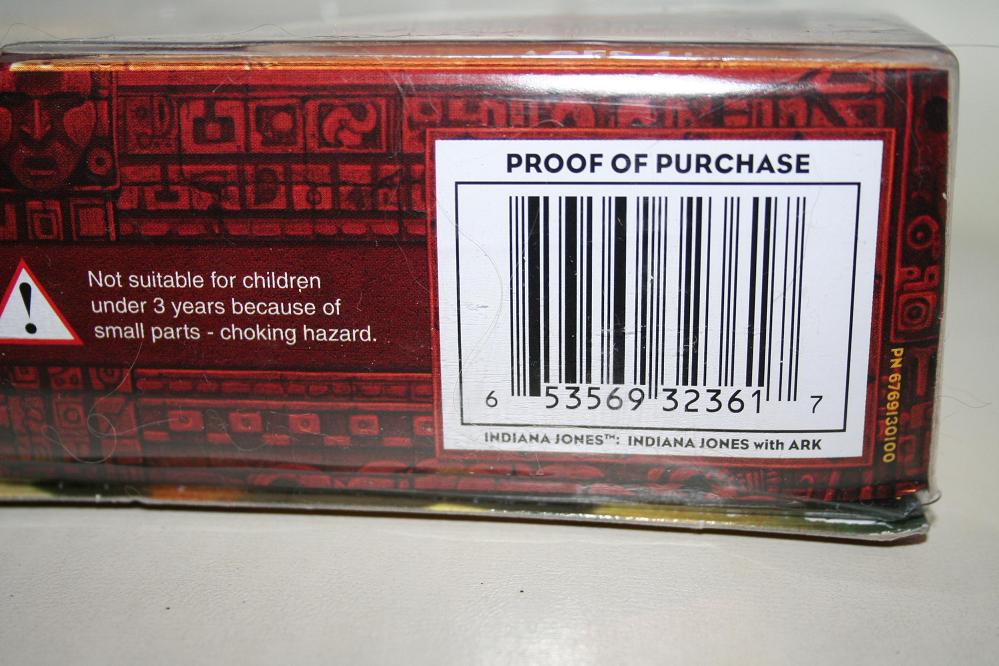 PROOF OF PURCHASE
Not suitable for children
under 3 years because of
small parts - choking hazard.
6 53569 32361 7
INDIANA JONES™: INDIANA JONES with ARK
PN 6769130100